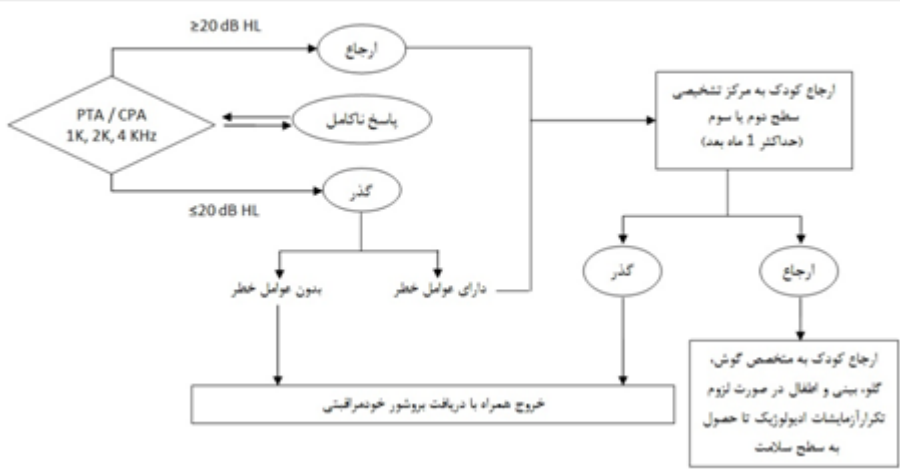 ≥20 dB HL
ارجاع
PTA / CPA
1K, 2K, 4 KHz
پاسخ ناکامل
≤20 dB HL
گذر
بدون عوامل خطر
دارای عوامل خطر
ارجاع کودک به مرکز تشخیصی
سطح دوم یا سوم
(حداکثر 1 ماه بعد)
گذر
ارجاع
خروج همراه با دریافت بروشور خودمراقبتی
ارجاع کودک به متخصص گوش،
گلو، بینی و اطفال در صورت لزوم
تکرارآزمایشات ادیولوژیک تا حصول
به سطح سلامت